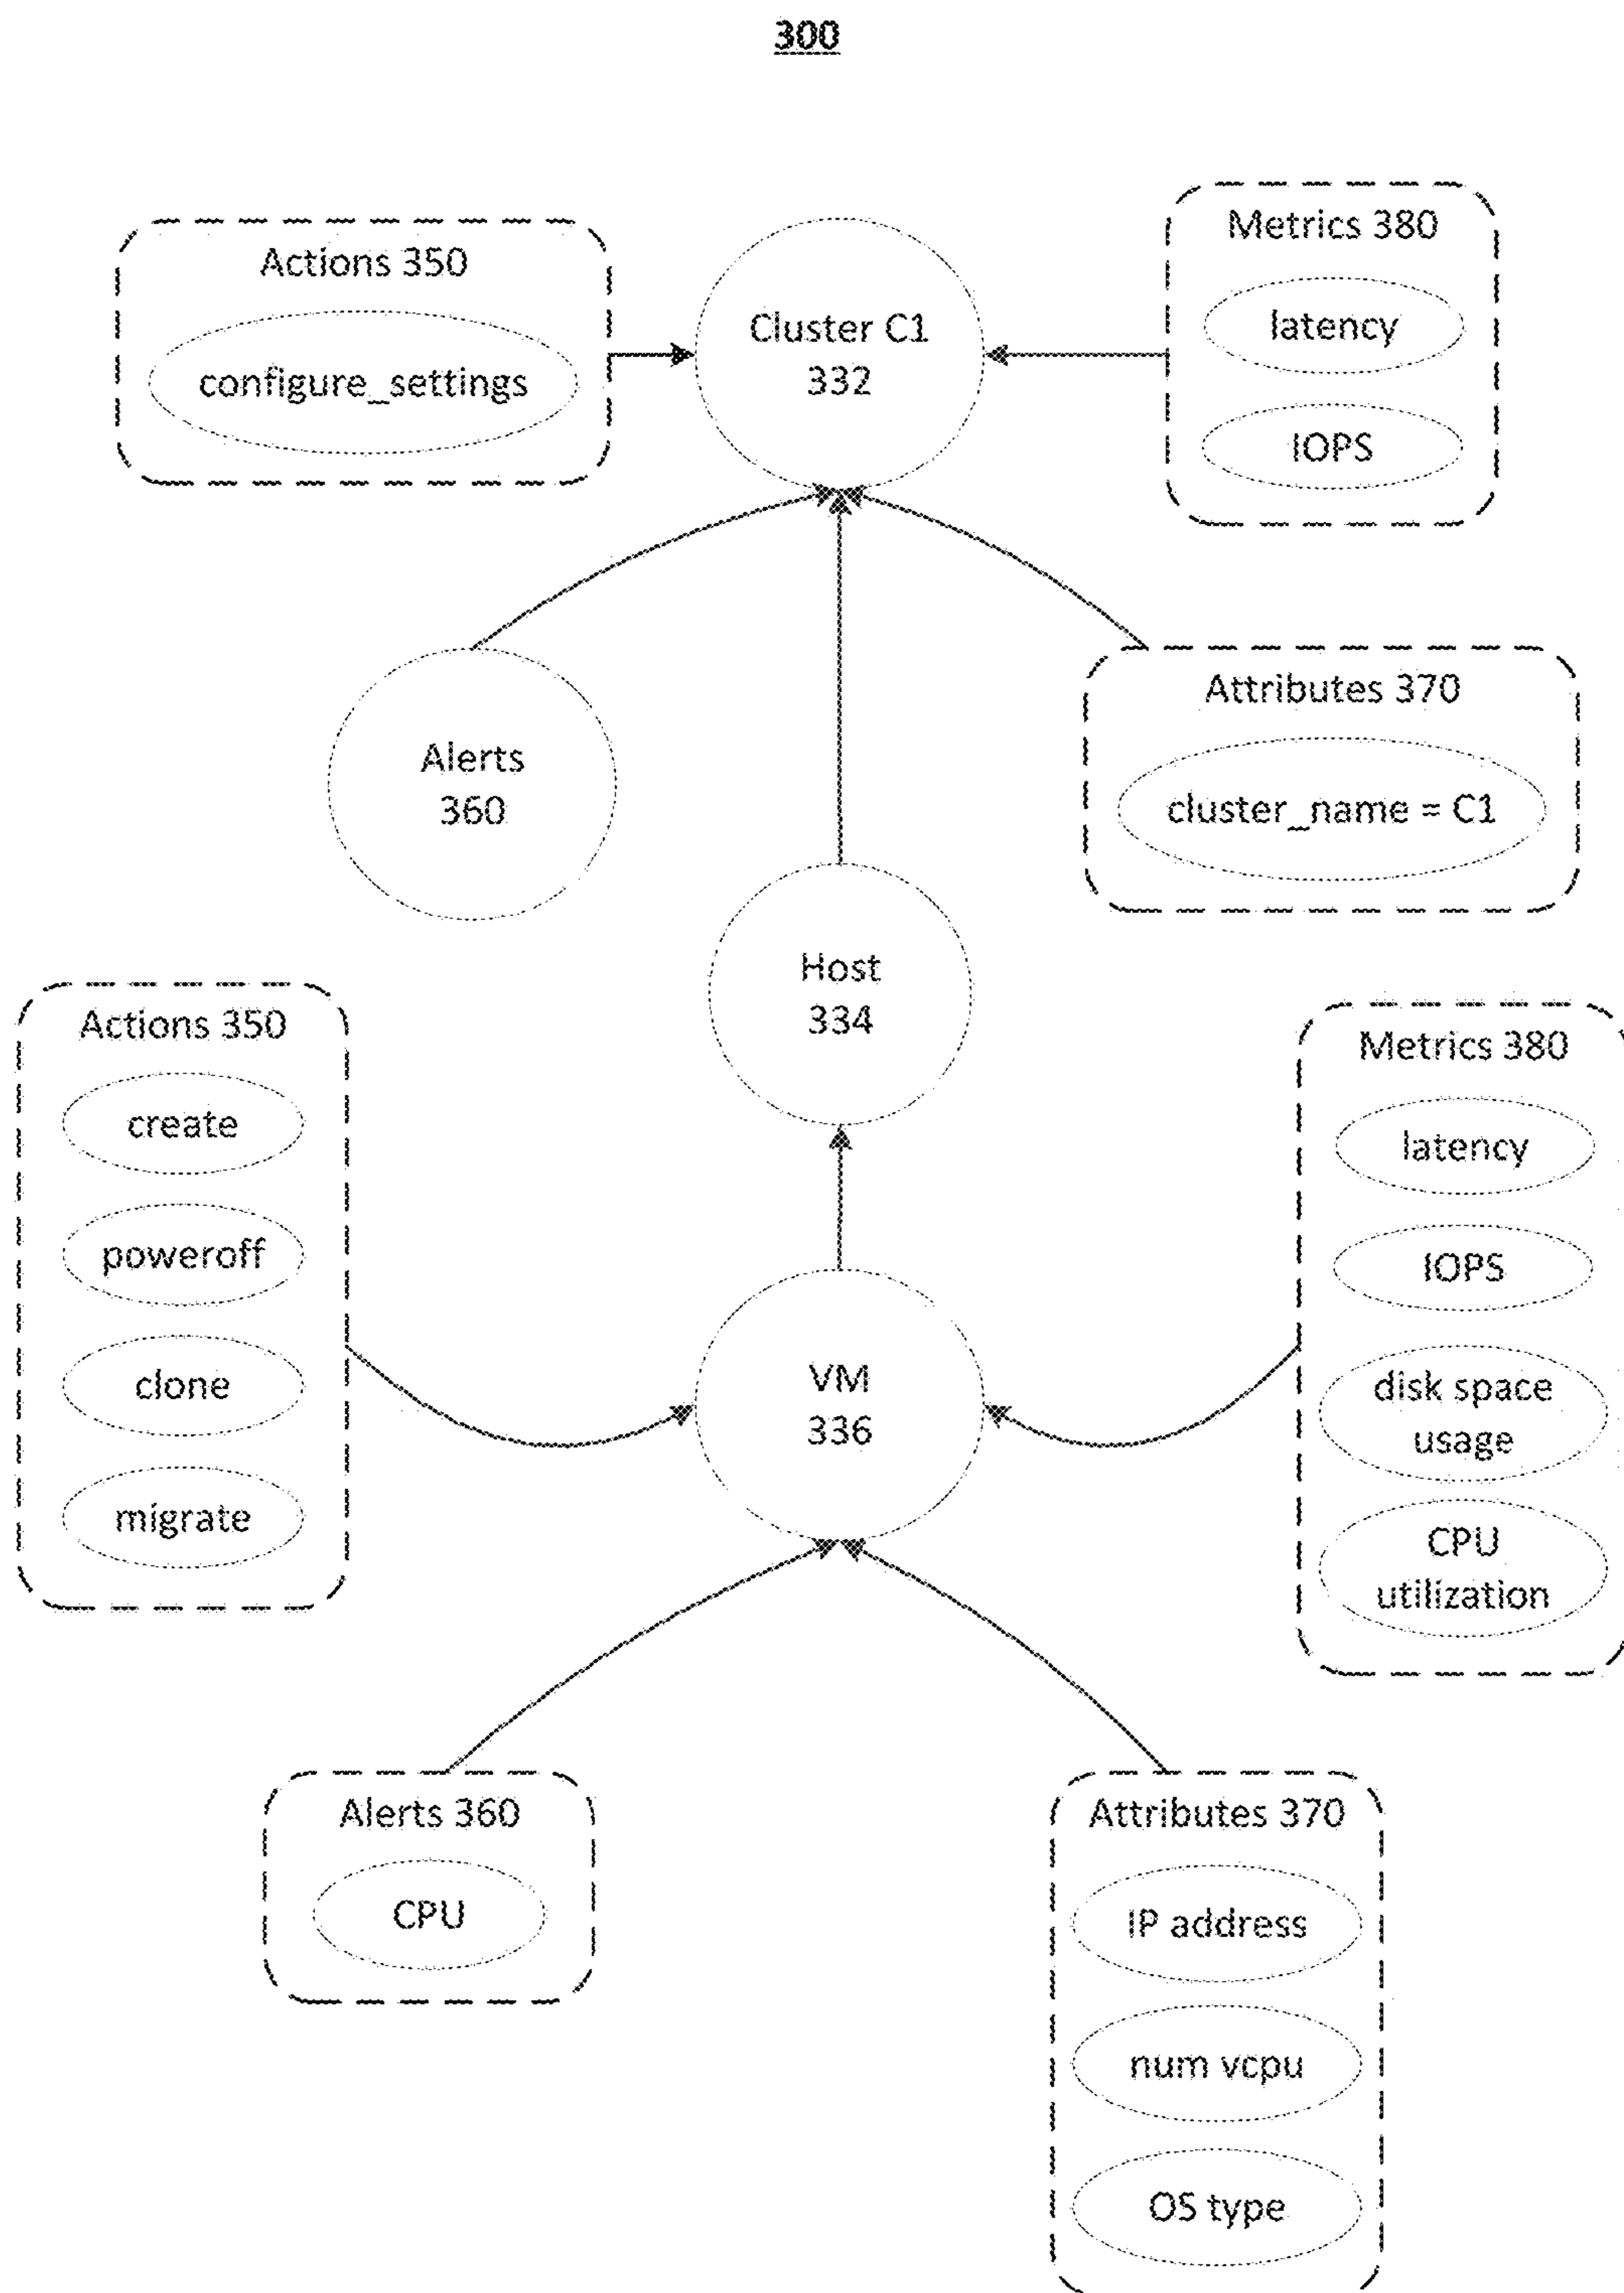 300
Actions 350
configure_settings
Cluster C1
332
Metrics 380
latency
IOPS
Alerts
360
Attributes 370
cluster_name = C1
Host
334
Actions 350
create
poweroff
clone
migrate
VM
336
Metrics 380
latency
IOPS
disk space
usage
CPU
utilization
Alerts 360
CPU
Attributes 370
IP address
num vcpu
OS type